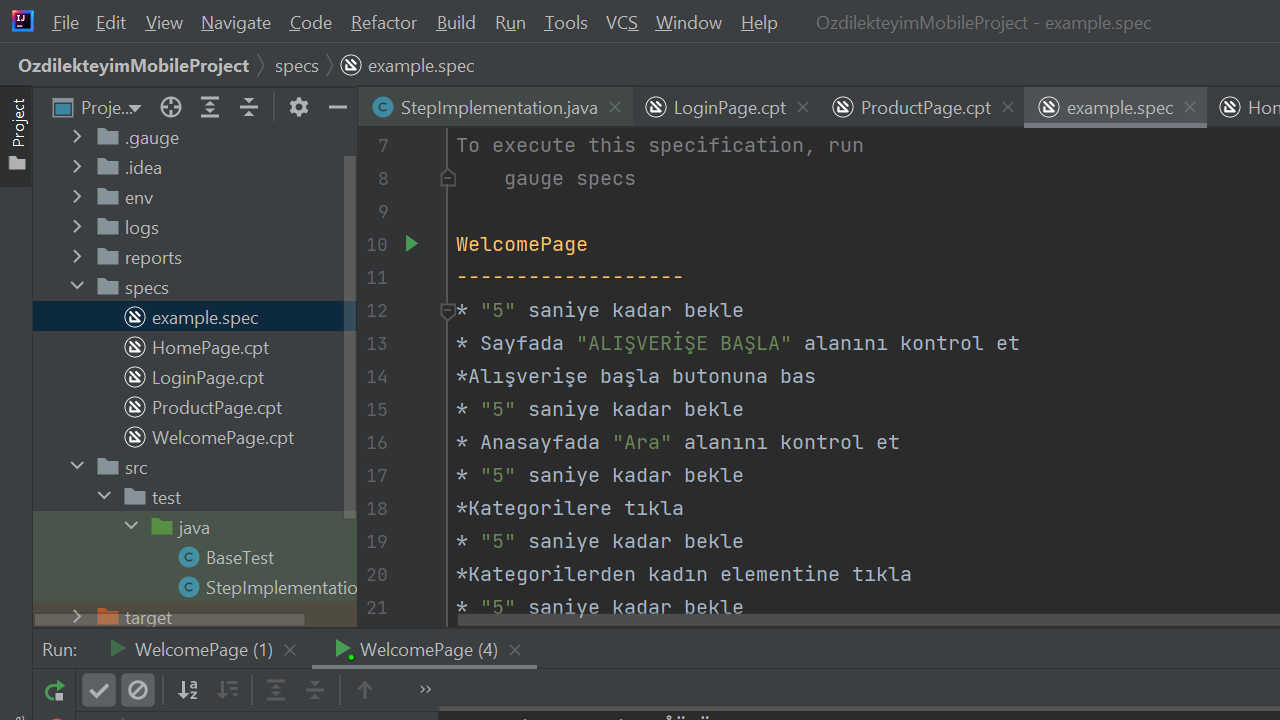 File Edit View Navigate Code Refactor Build Run Tools VCS Window Help OzdilekteyimMobileProject - example.spec
OzdilekteyimMobileProject specs example.spec
Project
Proje...
StepImplementation.java LoginPage.cpt ProductPage.cpt example.spec Hom
.gauge
.idea
env
logs
reports
specs
example.spec
HomePage.cpt
LoginPage.cpt
ProductPage.cpt
WelcomePage.cpt
src
test
java
BaseTest
StepImplementatio
target
7 To execute this specification, run
8 gauge specs
9
10 WelcomePage
11 -------------------
12 * "5" saniye kadar bekle
13 * Sayfada "ALIŞVERİŞE BAŞLA" alanını kontrol et
14 *Alışverişe başla butonuna bas
15 * "5" saniye kadar bekle
16 * Anasayfada "Ara" alanını kontrol et
17 * "5" saniye kadar bekle
18 *Kategorilere tıkla
19 * "5" saniye kadar bekle
20 *Kategorilerden kadın elementine tıkla
21 * "5" saniye kadar bekle
Run: WelcomePage (1) WelcomePage (4)